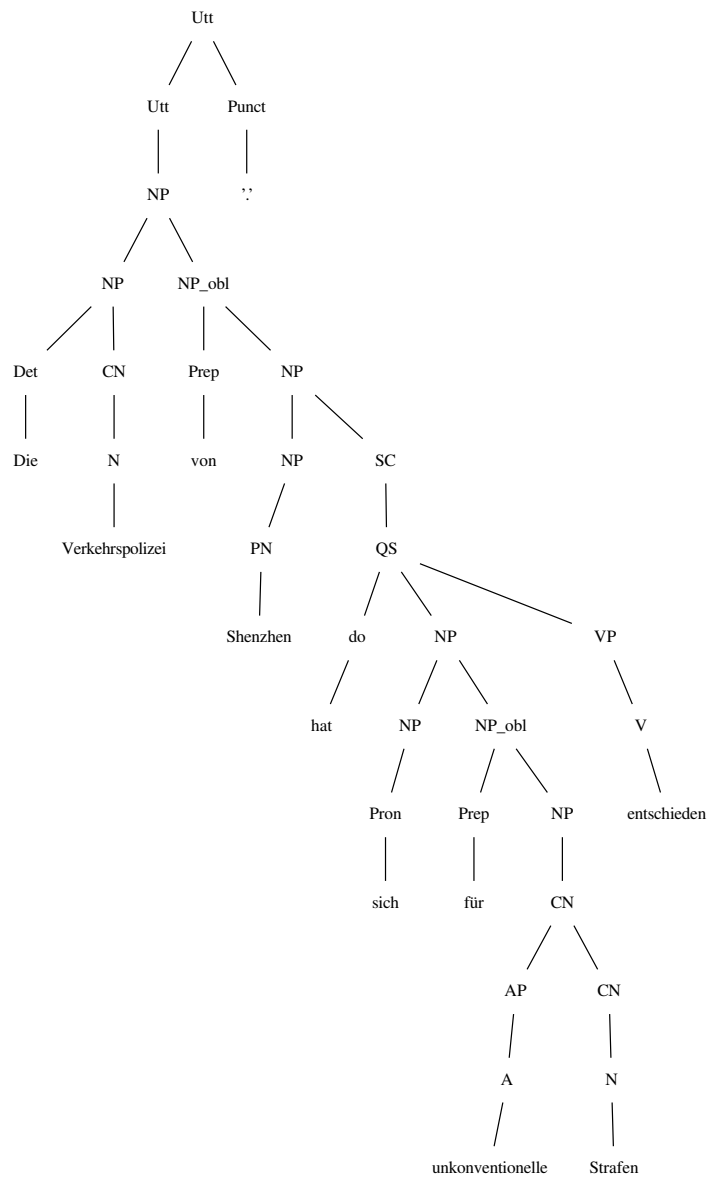 Utt
Utt Punct
NP '.'
NP NP_obl
Det CN Prep NP
Die N von NP SC
Verkehrspolizei PN QS
Shenzhen do NP VP
hat NP NP_obl V
Pron Prep NP entschieden
sich für CN
AP CN
A N
unkonventionelle Strafen